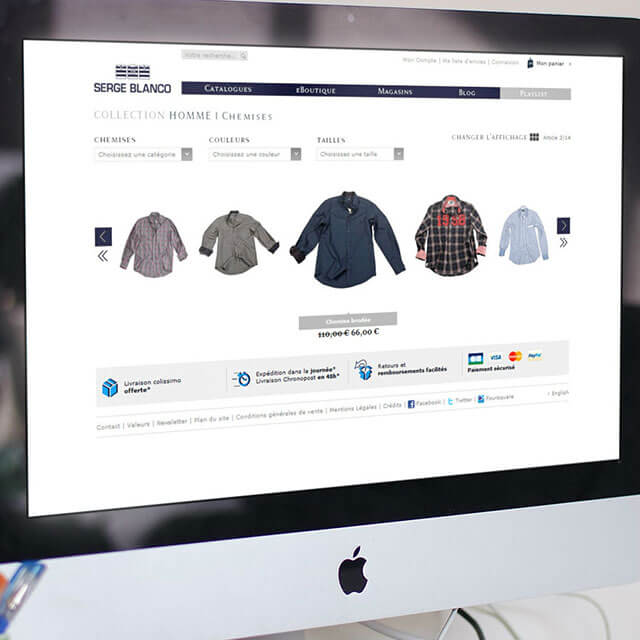 Votre recherche...
Mon Compte | Ma liste d'envies | Connexion Mon panier
SERGE BLANCO
CATALOGUES EBOUTIQUE MAGASINS BLOG PLAYLIST
COLLECTION HOMME | CHEMISES
CHEMISES COULEURS TAILLES CHANGER L'AFFICHAGE Article 2/14
Choisissez une catégorie Choisissez une couleur Choisissez une taille
Chemise brodée
110,00 € 66,00 €
Livraison colissimo offerte*
Expédition dans la journée*
Livraison Chronopost en 48h*
Retours et remboursements facilités
VISA MasterCard PayPal
Paiement sécurisé
Contact | Valeurs | Newsletter | Plan du site | Conditions générales de vente | Mentions Légales | Crédits | Facebook | Twitter | Foursquare
› English